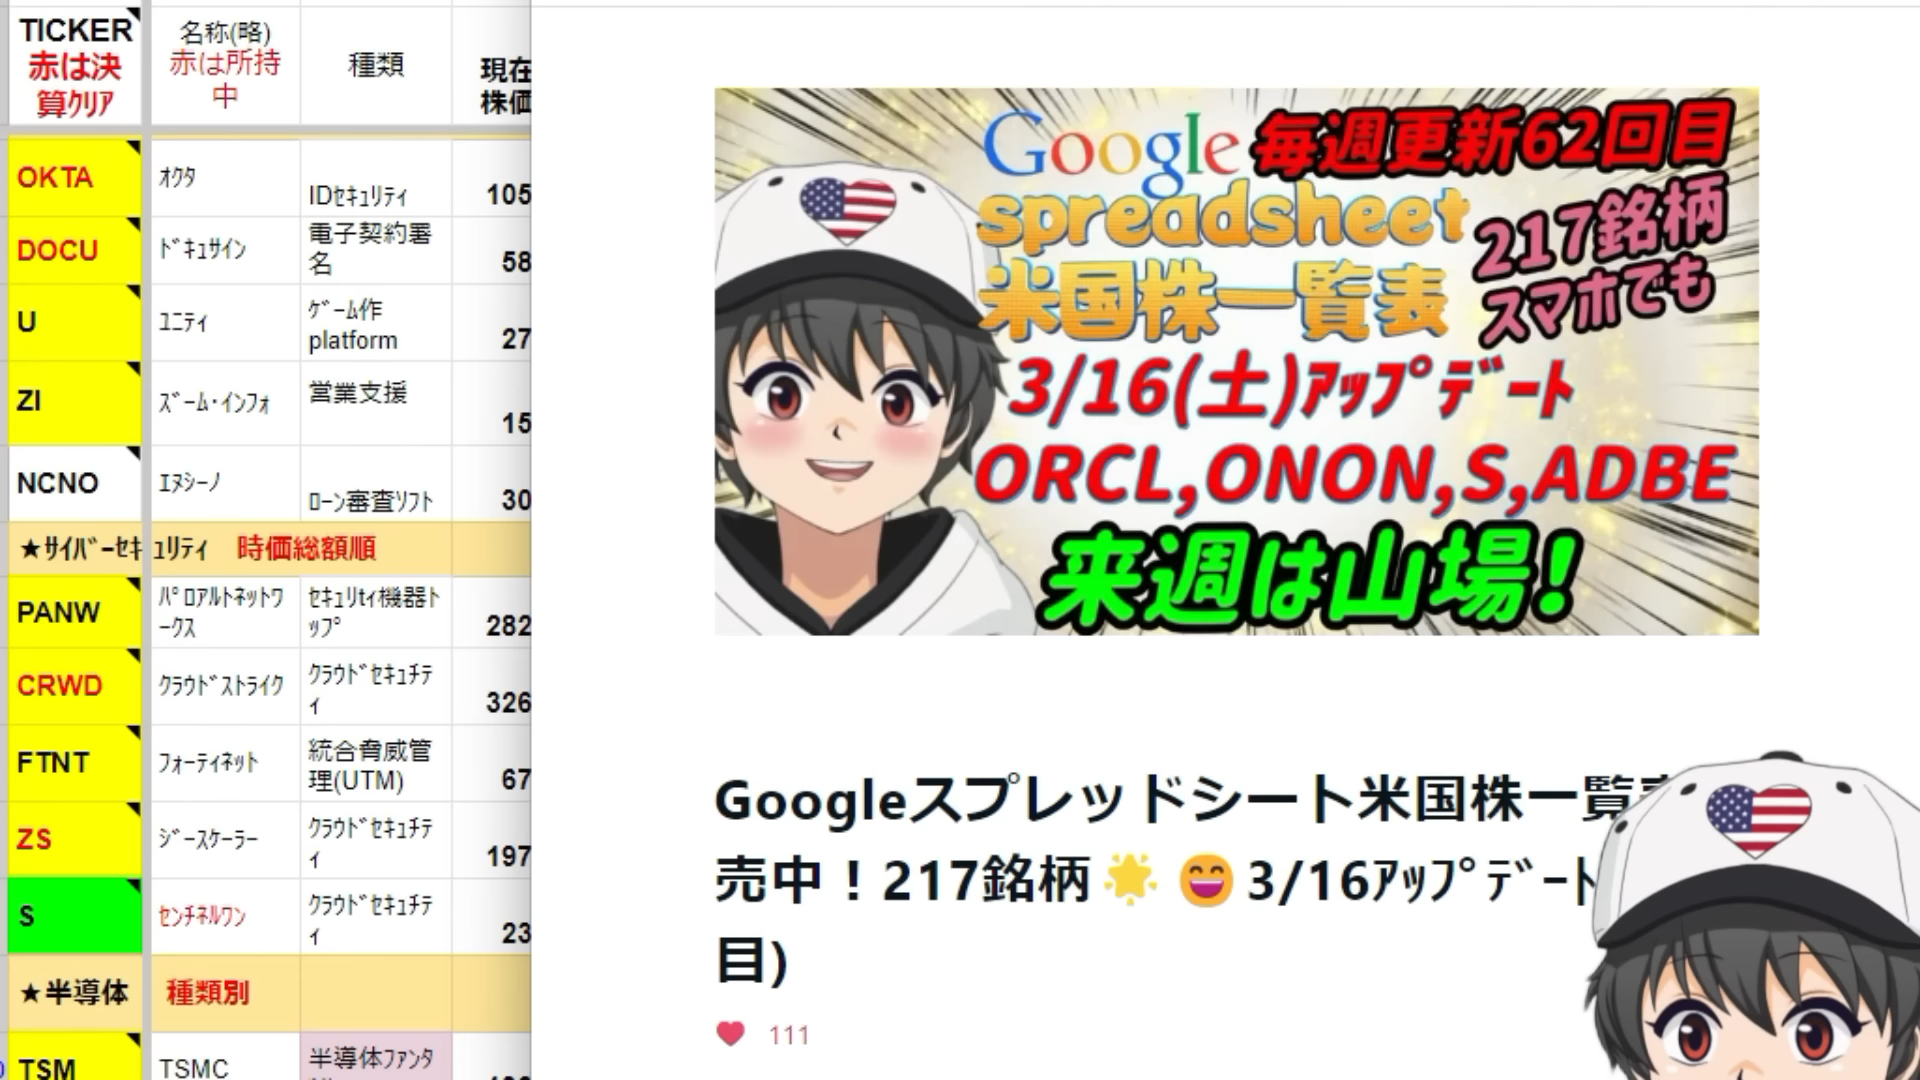 TICKER
赤は決
算ｸﾘｱ
名称(略)
赤は所持
中
種類
現在
株価
OKTA
ｵｸﾀ
IDｾｷｭﾘﾃｨ
105
DOCU
ﾄﾞｷｭｻｲﾝ
電子契約署
名
58
U
ﾕﾆﾃｨ
ｹﾞｰﾑ作
platform
27
ZI
ｽﾞｰﾑ･ｲﾝﾌｫ
営業支援
15
NCNO
ｴﾇｼｰﾉ
ﾛｰﾝ審査ｿﾌﾄ
30
★ｻｲﾊﾞｰｾｷｭﾘﾃｨ 時価総額順
PANW
ﾊﾟﾛｱﾙﾄﾈｯﾄﾜ
ｰｸｽ
ｾｷｭﾘtｨ機器ﾄ
ｯﾌﾟ
282
CRWD
ｸﾗｳﾄﾞｽﾄﾗｲｸ
ｸﾗｳﾄﾞｾｷｭﾁﾃ
ｨ
326
FTNT
ﾌｫｰﾃｨﾈｯﾄ
統合脅威管
理(UTM)
67
ZS
ｼﾞｰｽｹｰﾗｰ
ｸﾗｳﾄﾞｾｷｭﾁﾃ
ｨ
197
S
ｾﾝﾁﾈﾙﾜﾝ
ｸﾗｳﾄﾞｾｷｭﾁﾃ
ｨ
23
★半導体 種類別
TSM
TSMC
半導体ﾌｧﾝﾀ
Google 毎週更新62回目
spreadsheet
217銘柄
米国株一覧表
スマホでも
3/16(土)ｱｯﾌﾟﾃﾞｰﾄ
ORCL,ONON,S,ADBE
来週は山場!
Googleスプレッドシート米国株一覧
売中！217銘柄🌟😄3/16ｱｯﾌﾟﾃﾞｰﾄ
目)
111